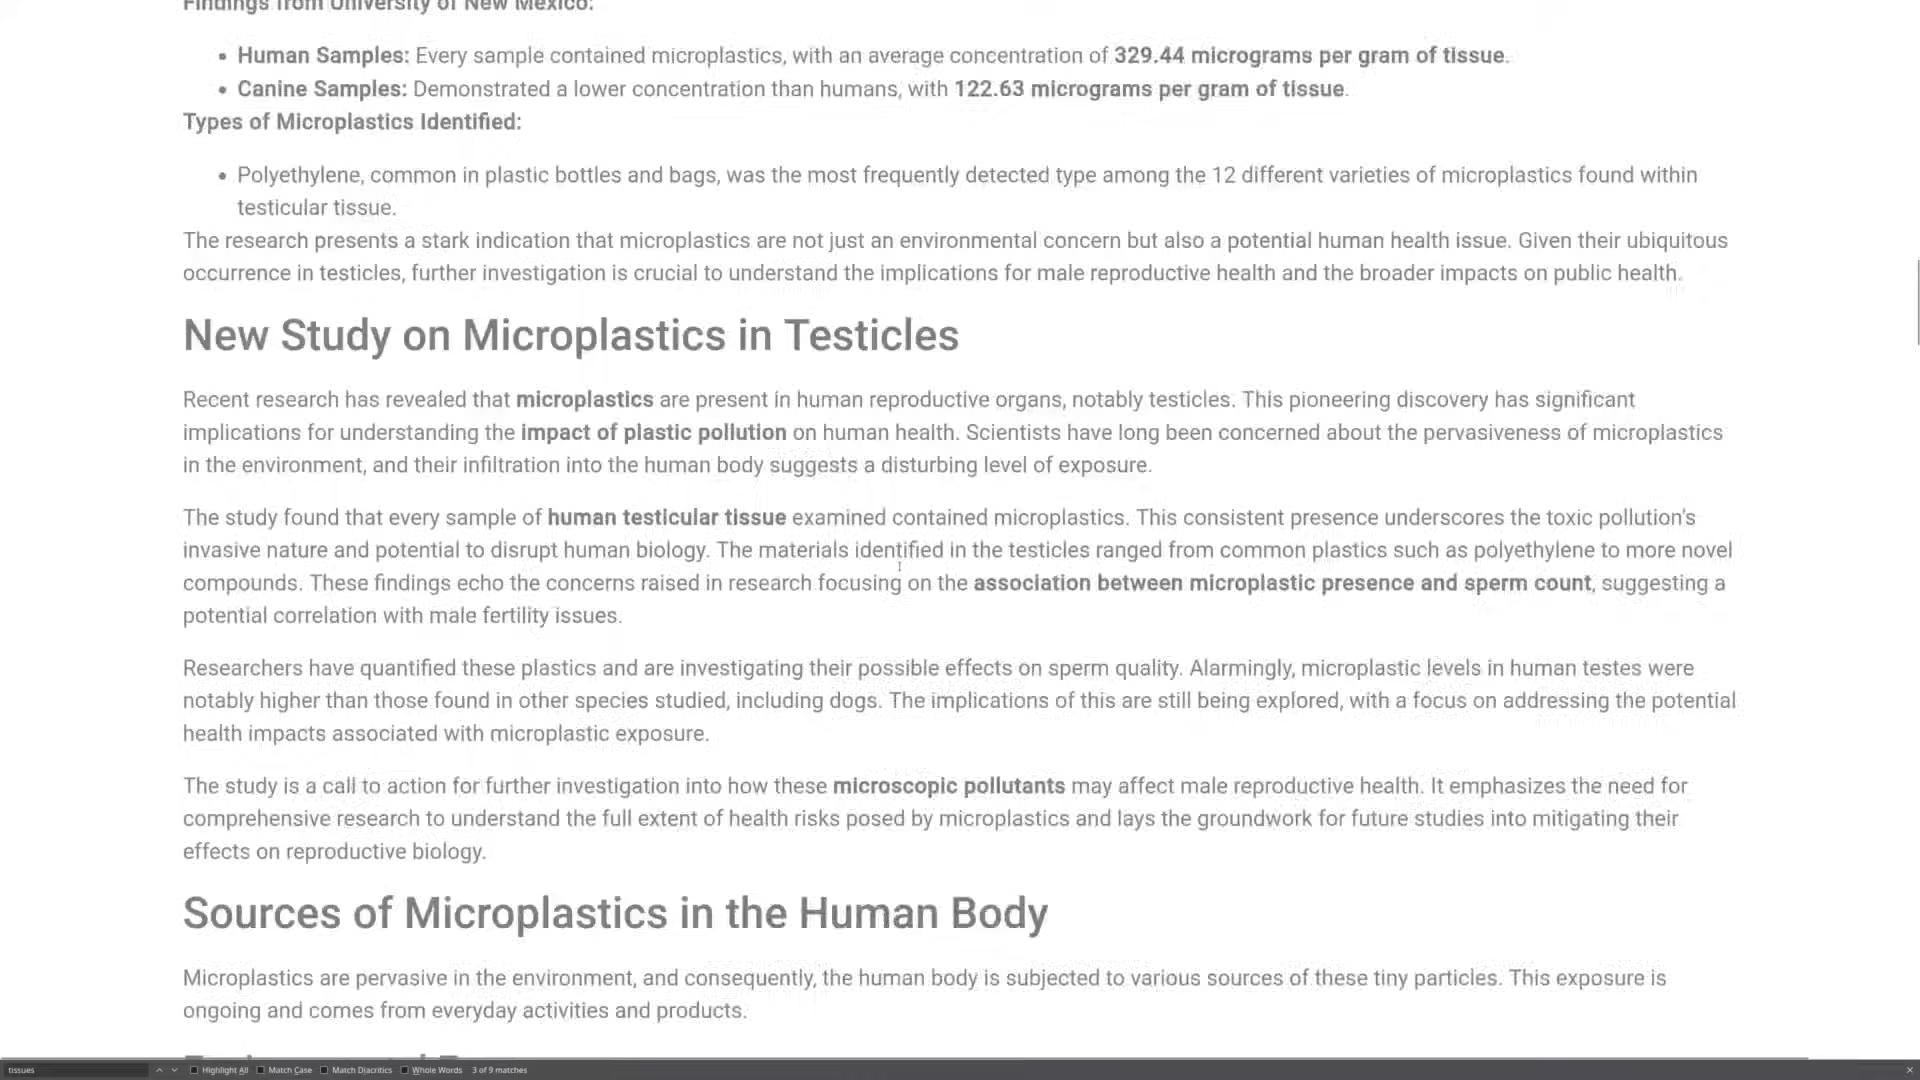 Findings from University of New Mexico:
• Human Samples: Every sample contained microplastics, with an average concentration of 329.44 micrograms per gram of tissue.
• Canine Samples: Demonstrated a lower concentration than humans, with 122.63 micrograms per gram of tissue.
Types of Microplastics Identified:
• Polyethylene, common in plastic bottles and bags, was the most frequently detected type among the 12 different varieties of microplastics found within
testicular tissue.
The research presents a stark indication that microplastics are not just an environmental concern but also a potential human health issue. Given their ubiquitous
occurrence in testicles, further investigation is crucial to understand the implications for male reproductive health and the broader impacts on public health.
New Study on Microplastics in Testicles
Recent research has revealed that microplastics are present in human reproductive organs, notably testicles. This pioneering discovery has significant
implications for understanding the impact of plastic pollution on human health. Scientists have long been concerned about the pervasiveness of microplastics
in the environment, and their infiltration into the human body suggests a disturbing level of exposure.
The study found that every sample of human testicular tissue examined contained microplastics. This consistent presence underscores the toxic pollution's
invasive nature and potential to disrupt human biology. The materials identified in the testicles ranged from common plastics such as polyethylene to more novel
compounds. These findings echo the concerns raised in research focusing on the association between microplastic presence and sperm count, suggesting a
potential correlation with male fertility issues.
Researchers have quantified these plastics and are investigating their possible effects on sperm quality. Alarmingly, microplastic levels in human testes were
notably higher than those found in other species studied, including dogs. The implications of this are still being explored, with a focus on addressing the potential
health impacts associated with microplastic exposure.
The study is a call to action for further investigation into how these microscopic pollutants may affect male reproductive health. It emphasizes the need for
comprehensive research to understand the full extent of health risks posed by microplastics and lays the groundwork for future studies into mitigating their
effects on reproductive biology.
Sources of Microplastics in the Human Body
Microplastics are pervasive in the environment, and consequently, the human body is subjected to various sources of these tiny particles. This exposure is
ongoing and comes from everyday activities and products.
tissues Highlight All Match Case Match Diacritics Whole Words 3 of 9 matches